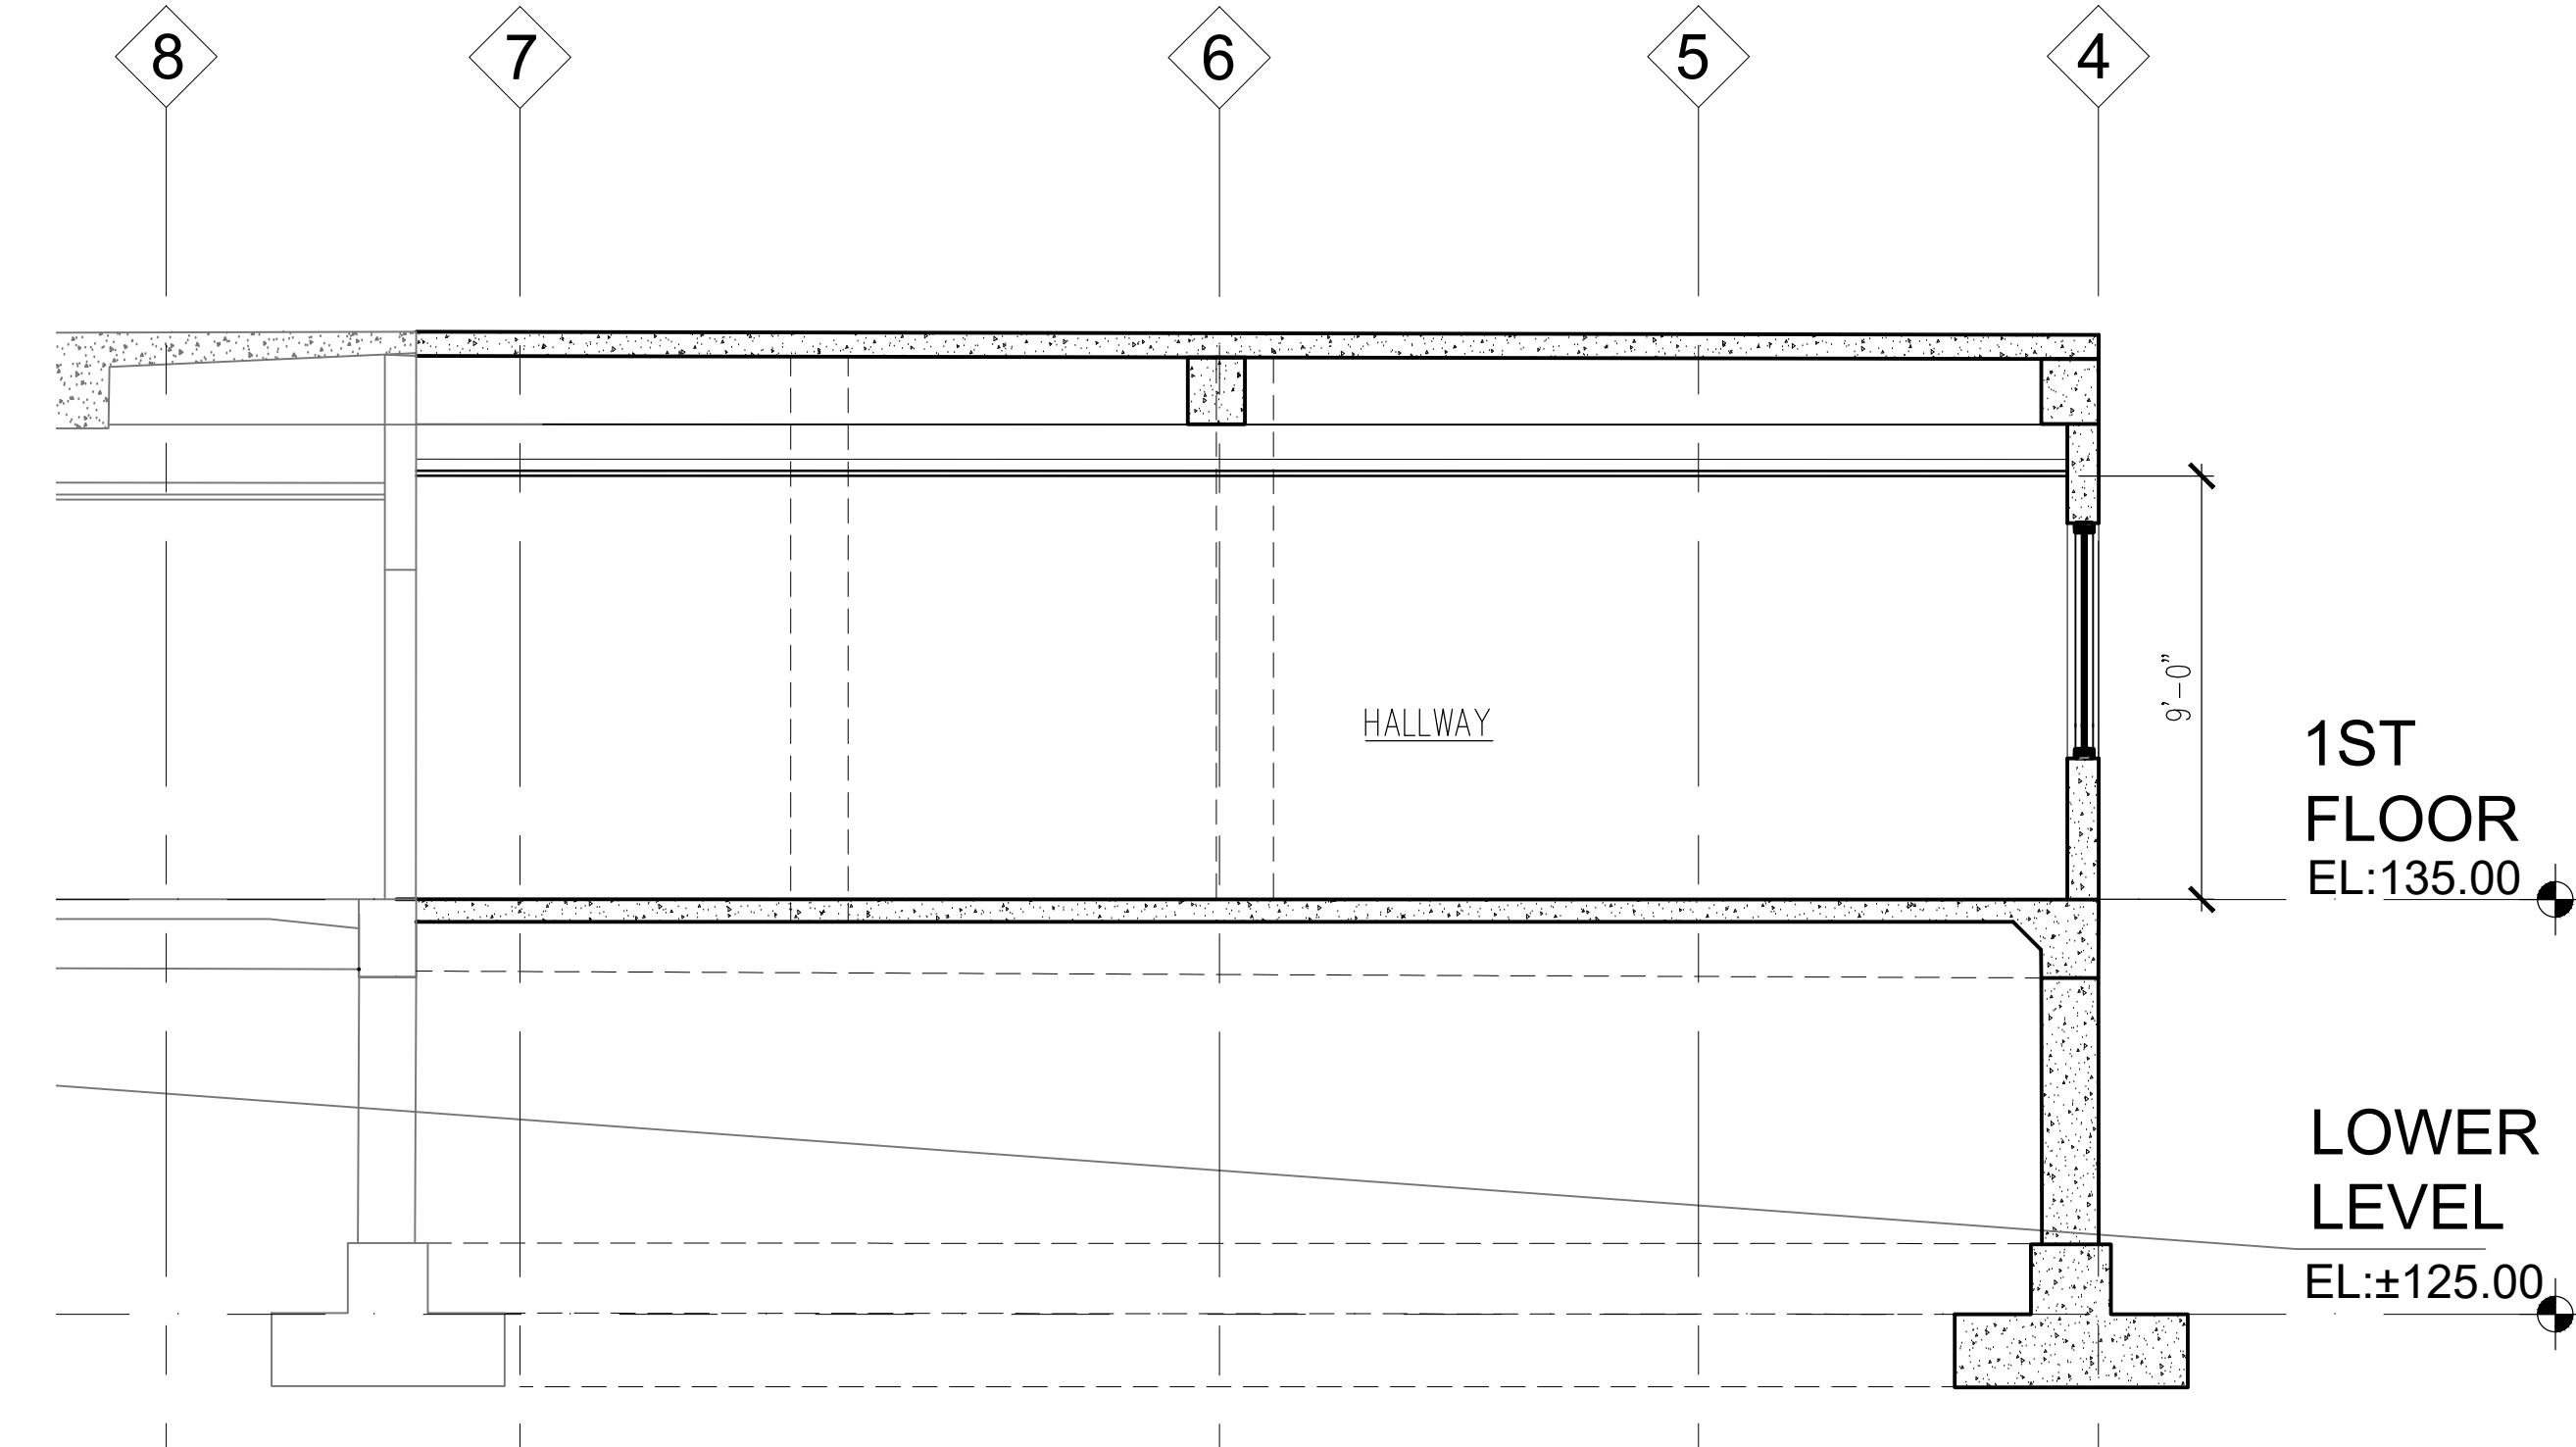 8 7 6 5 4
9'-0"
HALLWAY
1ST
FLOOR
EL:135.00
LOWER
LEVEL
EL:±125.00